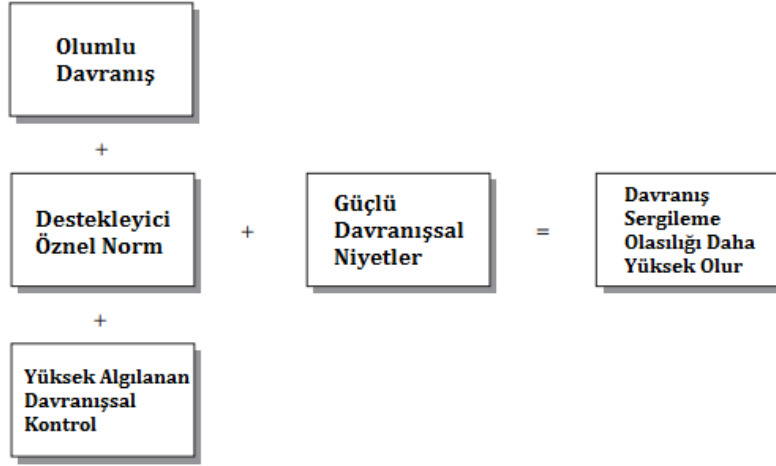 Olumlu
Davranış
+
Destekleyici
Öznel Norm
+
Yüksek Algılanan
Davranışsal
Kontrol
+
Güçlü
Davranışsal
Niyetler
=
Davranış
Sergileme
Olasılığı Daha
Yüksek Olur